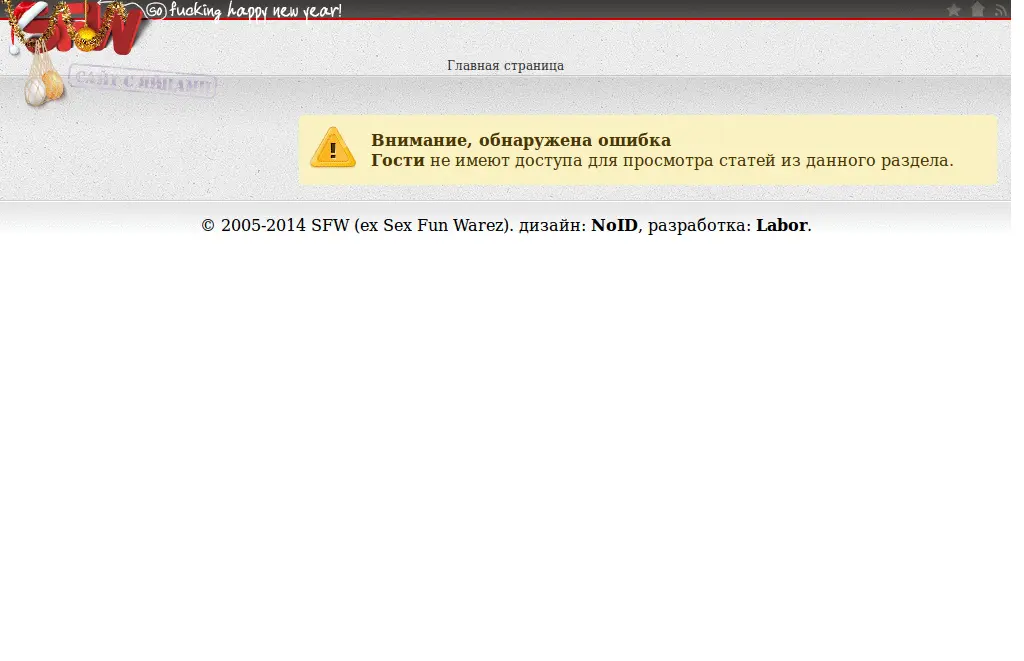 SFW
Go fucking happy new year!
САЙТ С ЯЙЦАМИ
Главная страница
Внимание, обнаружена ошибка
Гости не имеют доступа для просмотра статей из данного раздела.
© 2005-2014 SFW (ex Sex Fun Warez). дизайн: NoID, разработка: Labor.